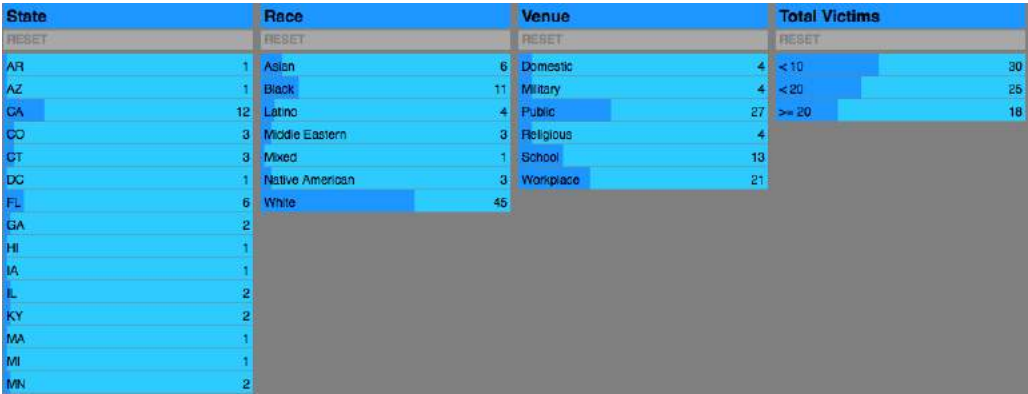 State
RESET
AR 1
AZ 1
CA 12
CO 3
CT 3
DC 1
FL 6
GA 2
HI 1
IA 1
IL 2
KY 2
MA 1
MI 1
MN 2
Race
RESET
Asian 6
Black 11
Latino 4
Middle Eastern 3
Mixed 1
Native American 3
White 45
Venue
RESET
Domestic 4
Military 4
Public 27
Religious 4
School 13
Workplace 21
Total Victims
RESET
< 10 30
< 20 25
>= 20 18